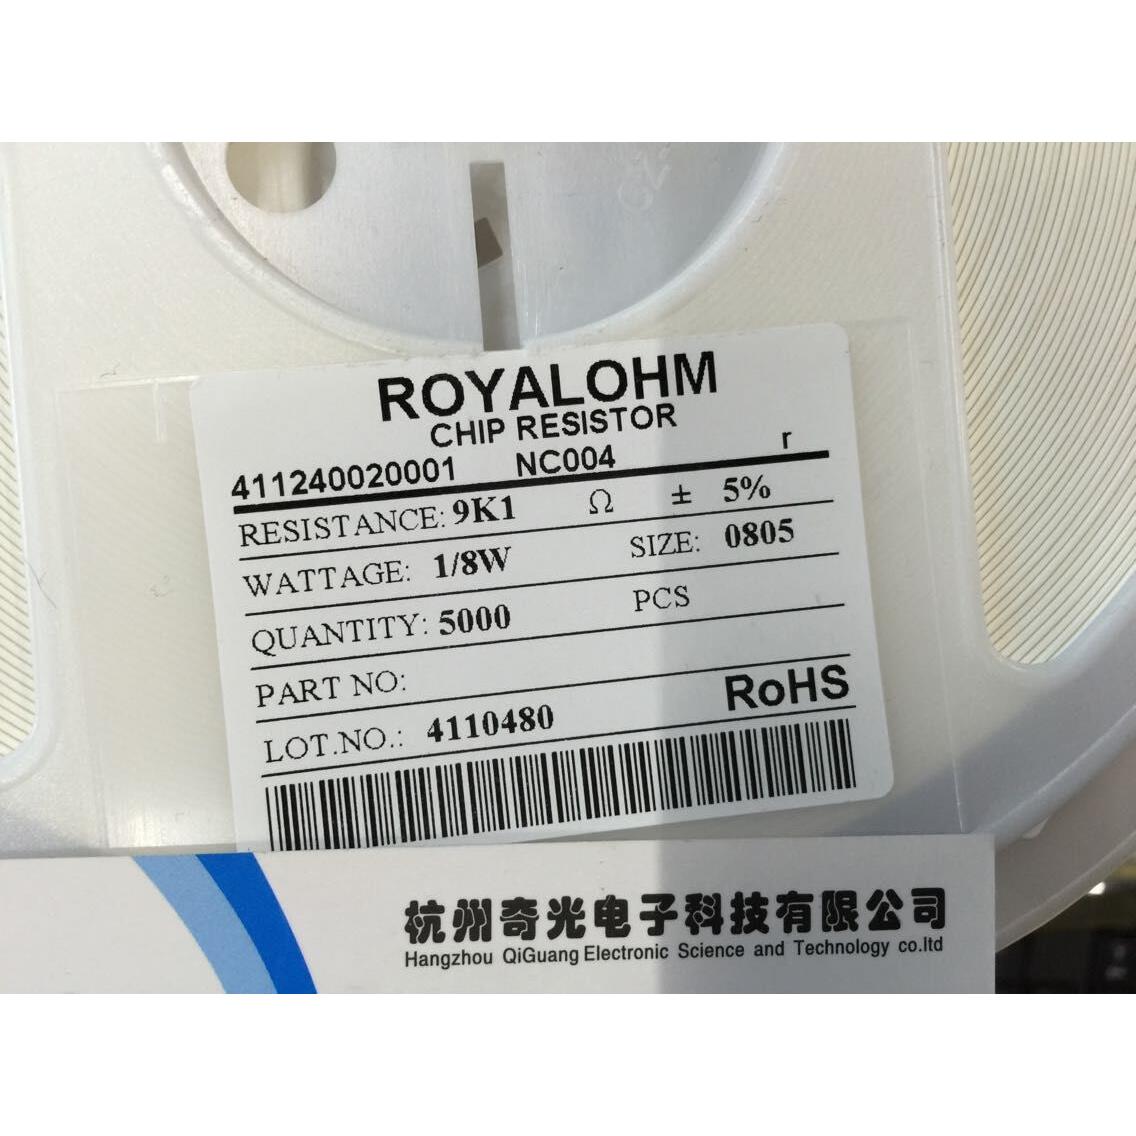 ROYALOHM
CHIP RESISTOR
411240020001 NC004 r
RESISTANCE: 9K1 Ω ± 5%
WATTAGE: 1/8W SIZE: 0805
QUANTITY: 5000 PCS
PART NO:
LOT.NO.: 4110480 RoHS
杭州奇光电子科技有限公司
Hangzhou QiGuang Electronic Science and Technology co.ltd